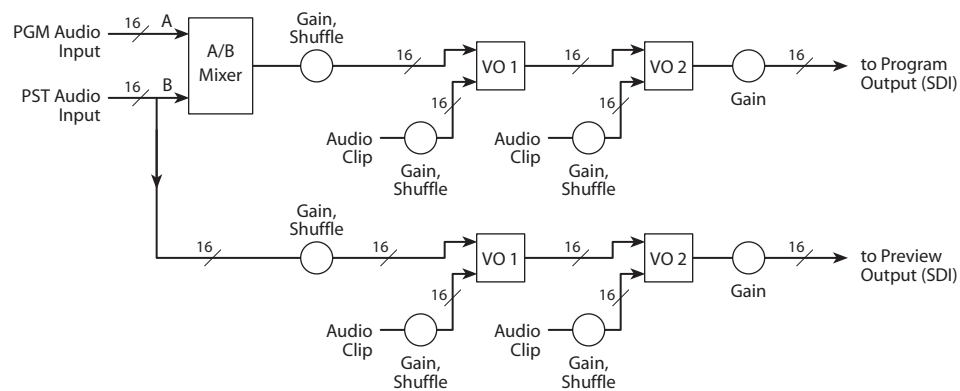 PGM Audio
Input
16
A
PST Audio
Input
16
B
A/B
Mixer
Gain,
Shuffle
16
VO 1
16
Audio
Clip
Gain,
Shuffle
16
VO 2
16
Audio
Clip
Gain,
Shuffle
Gain
16
to Program
Output (SDI)
16
Gain,
Shuffle
16
VO 1
16
Audio
Clip
Gain,
Shuffle
16
VO 2
16
Audio
Clip
Gain,
Shuffle
Gain
16
to Preview
Output (SDI)